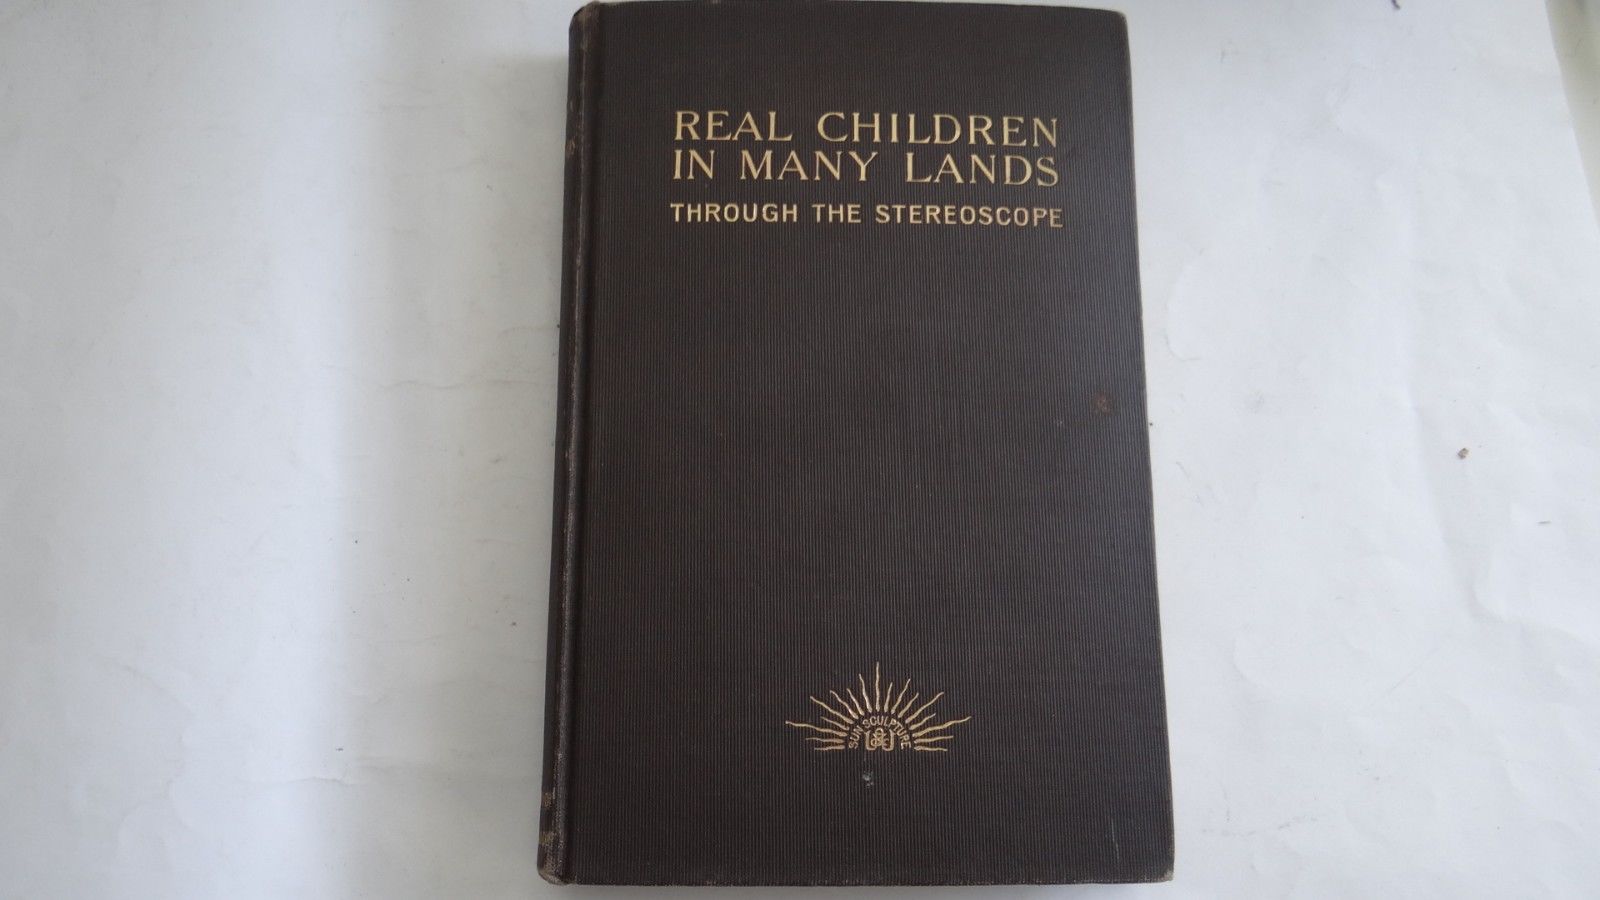 REAL CHILDREN
IN MANY LANDS
THROUGH THE STEREOSCOPE
SUN SCULPTURE
U&U